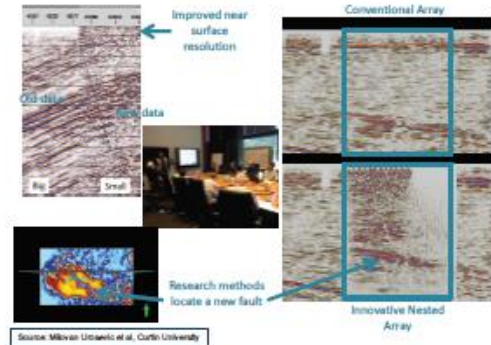 Improved near
surface
resolution
Conventional Array
Old data
data
Big
Small
Research methods
locate a new fault
Innovative Nested
Array
Source: Milovan Urosevic et al, Curtin University